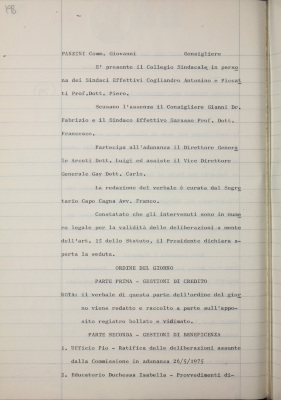 198
PANZINI Comm. Giovanni Consigliere
E' presente il Collegio Sindacale in perso
na dei Sindaci Effettivi Cogliandro Antonino e Piccat
ti Prof.Dott. Piero.
Scusano l'assenza il Consigliere Gianni Dr.
Fabrizio e il Sindaco Effettivo Sarasso Prof. Dott.
Francesco.
Partecipa all'adunanza il Direttore Genera
le Arcuti Dott. Luigi ed assiste il Vice Direttore
Generale Gay Dott. Carlo.
La redazione del verbale è curata dal Segre
tario Capo Cagna Avv. Franco.
Constatato che gli intervenuti sono in nume
ro legale per la validità delle deliberazioni a mente
dell'art. 15 dello Statuto, il Presidente dichiara a-
perta la seduta.
ORDINE DEL GIORNO
PARTE PRIMA - GESTIONI DI CREDITO
NOTA: il verbale di questa parte dell'ordine del gior
no viene redatto e raccolto a parte sull'appo-
sito registro bollato e vidimato.
PARTE SECONDA - GESTIONI DI BENEFICENZA
1. Ufficio Pio - Ratifica delle deliberazioni assunte
dalla Commissione in adunanza 26/5/1975
2. Educatorio Duchessa Isabella - Provvedimenti di-